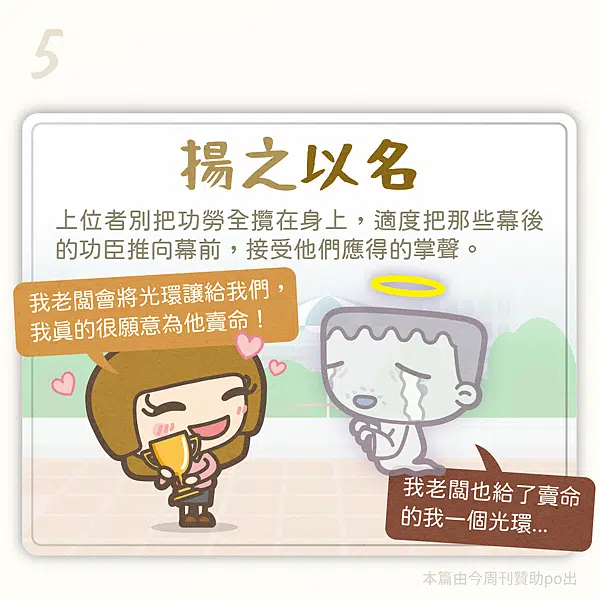 5
揚之以名
上位者別把功勞全攬在身上，適度把那些幕後
的功臣推向幕前，接受他們應得的掌聲。
我老闆會將光環讓給我們，
我真的很願意為他賣命！
我老闆也給了賣命
的我一個光環...
本篇由今周刊贊助po出